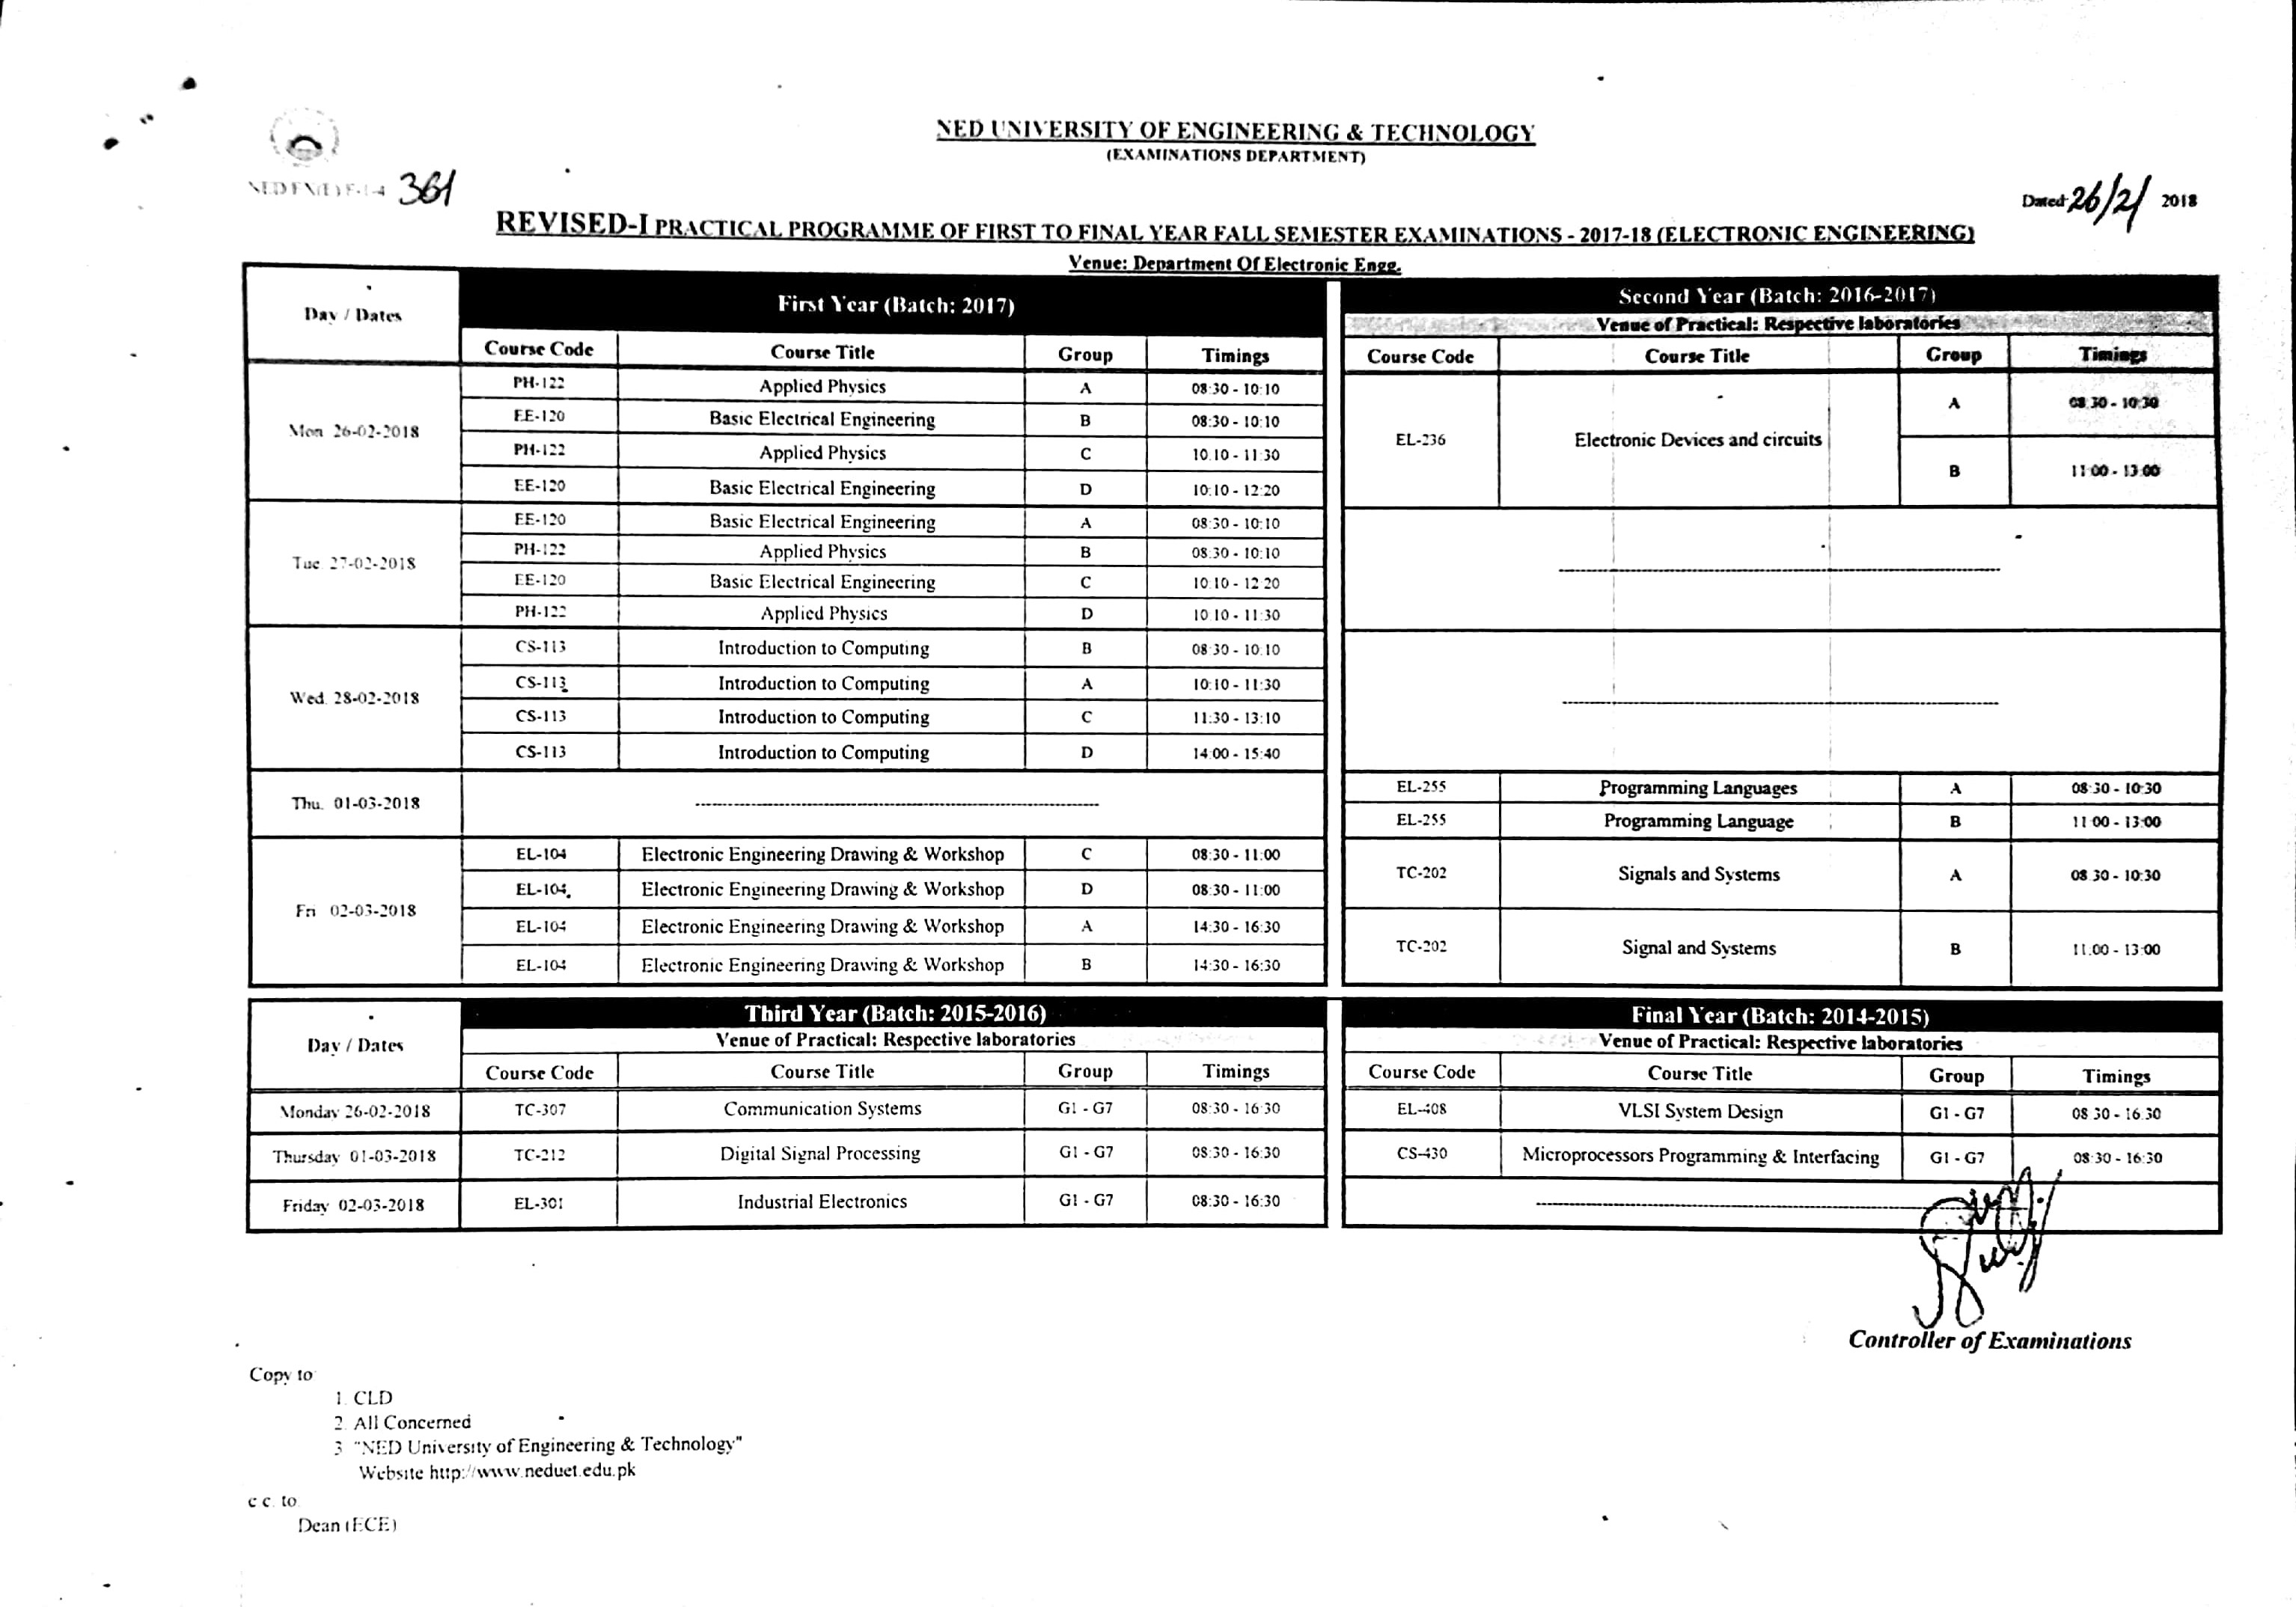 NED UNIVERSITY OF ENGINEERING & TECHNOLOGY
(EXAMINATIONS DEPARTMENT)
361
Dated 26/2/ 2018
REVISED-I PRACTICAL PROGRAMME OF FIRST TO FINAL YEAR FALL SEMESTER EXAMINATIONS - 2017-18 (ELECTRONIC ENGINEERING)
Venue: Department Of Electronic Engg.
Day / Dates
First Year (Batch: 2017)
Course Code Course Title Group Timings
Mon 26-02-2018
PH-122 Applied Physics A 08:30 - 10:10
EE-120 Basic Electrical Engineering B 08:30 - 10:10
PH-122 Applied Physics C 10.10 - 11:30
EE-120 Basic Electrical Engineering D 10:10 - 12:20
Tue. 27-02-2018
EE-120 Basic Electrical Engineering A 08:30 - 10:10
PH-122 Applied Physics B 08.30 - 10:10
EE-120 Basic Electrical Engineering C 10:10 - 12:20
PH-122 Applied Physics D 10:10 - 11:30
Wed. 28-02-2018
CS-113 Introduction to Computing B 08:30 - 10:10
CS-113 Introduction to Computing A 10:10 - 11:30
CS-113 Introduction to Computing C 11:30 - 13:10
CS-113 Introduction to Computing D 14:00 - 15:40
Thu. 01-03-2018
Fri 02-03-2018
EL-104 Electronic Engineering Drawing & Workshop C 08:30 - 11:00
EL-104 Electronic Engineering Drawing & Workshop D 08:30 - 11:00
EL-104 Electronic Engineering Drawing & Workshop A 14:30 - 16:30
EL-104 Electronic Engineering Drawing & Workshop B 14:30 - 16:30
Second Year (Batch: 2016-2017)
Venue of Practical: Respective laboratories
Course Code Course Title Group Timings
EL-236 Electronic Devices and circuits A 08:30 - 10:30
B 11:00 - 13:00
EL-255 Programming Languages A 08:30 - 10:30
EL-255 Programming Language B 11:00 - 13:00
TC-202 Signals and Systems A 08:30 - 10:30
TC-202 Signal and Systems B 11.00 - 13:00
Day / Dates
Third Year (Batch: 2015-2016)
Venue of Practical: Respective laboratories
Course Code Course Title Group Timings
Monday 26-02-2018 TC-307 Communication Systems G1 - G7 08:30 - 16:30
Thursday 01-03-2018 TC-212 Digital Signal Processing G1 - G7 08:30 - 16:30
Friday 02-03-2018 EL-301 Industrial Electronics G1 - G7 08:30 - 16:30
Final Year (Batch: 2014-2015)
Venue of Practical: Respective laboratories
Course Code Course Title Group Timings
EL-408 VLSI System Design G1 - G7 08:30 - 16:30
CS-430 Microprocessors Programming & Interfacing G1 - G7 08:30 - 16:30
Controller of Examinations
Copy to
1. CLD
2. All Concerned
3 "NED University of Engineering & Technology"
Website http://www.neduet.edu.pk
c c. to
Dean (ECE)